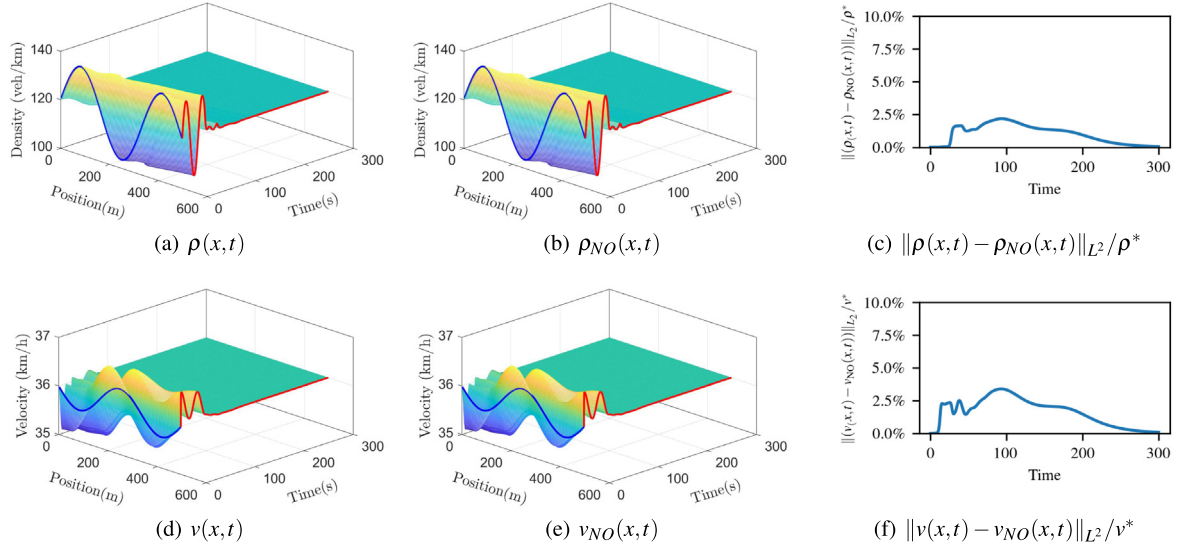 140
120
100
Density (veh/km)
0
200
400
600
Position(m)
0
100
200
300
Time(s)
(a) ρ(x,t)
140
120
100
Density (veh/km)
0
200
400
600
Position(m)
0
100
200
300
Time(s)
(b) ρ_NO(x,t)
10.0%
7.5%
5.0%
2.5%
0.0%
‖(ρ(x,t) − ρ_NO(x,t))‖_L₂/ρ*
0
100
200
300
Time
(c) ‖ρ(x,t) − ρ_NO(x,t)‖_L²/ρ*
37
36
35
Velocity (km/h)
0
200
400
600
Position(m)
0
100
200
300
Time(s)
(d) v(x,t)
37
36
35
Velocity (km/h)
0
200
400
600
Position(m)
0
100
200
300
Time(s)
(e) v_NO(x,t)
10.0%
7.5%
5.0%
2.5%
0.0%
‖(v(x,t) − v_NO(x,t))‖_L₂/v*
0
100
200
300
Time
(f) ‖v(x,t) − v_NO(x,t)‖_L²/v*